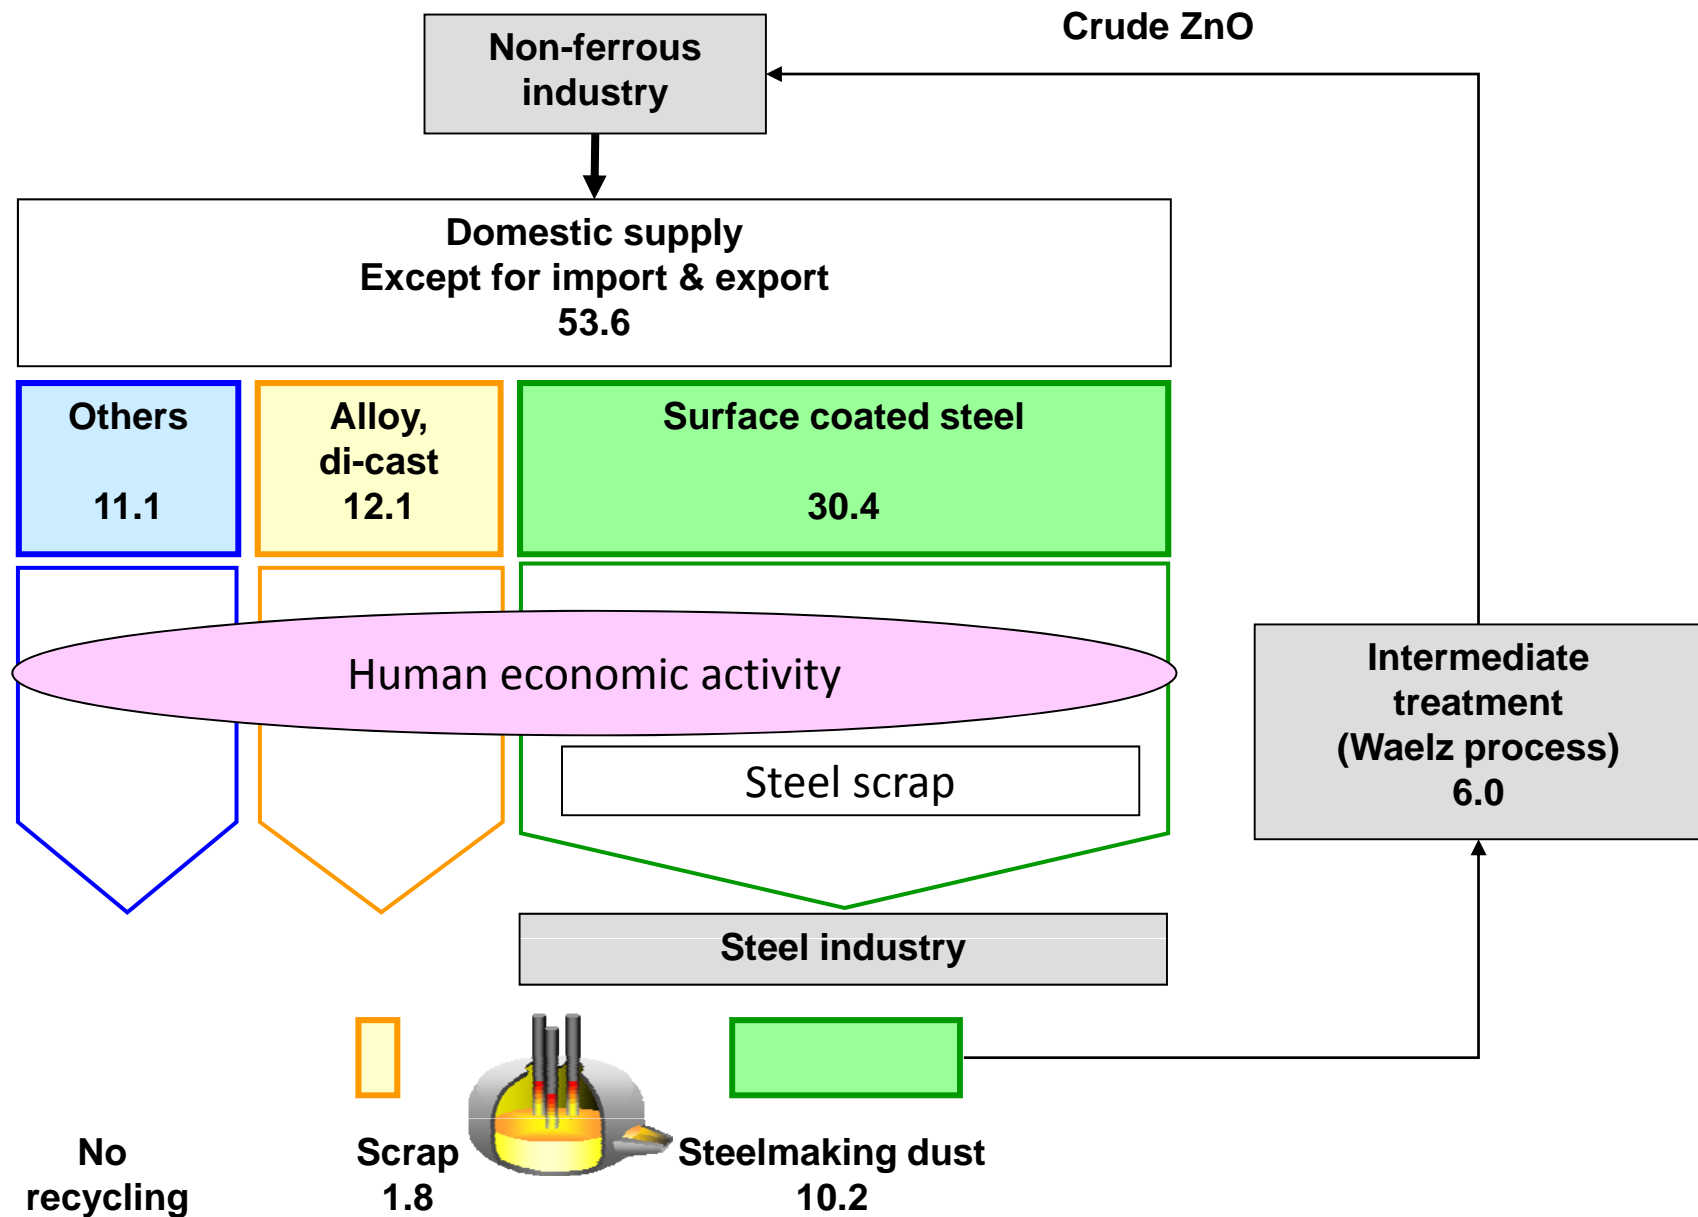 Crude ZnO
Non-ferrous
industry
Domestic supply
Except for import & export
53.6
Others
11.1
Alloy,
di-cast
12.1
Surface coated steel
30.4
Human economic activity
Steel scrap
Intermediate
treatment
(Waelz process)
6.0
Steel industry
No
recycling
Scrap
1.8
Steelmaking dust
10.2